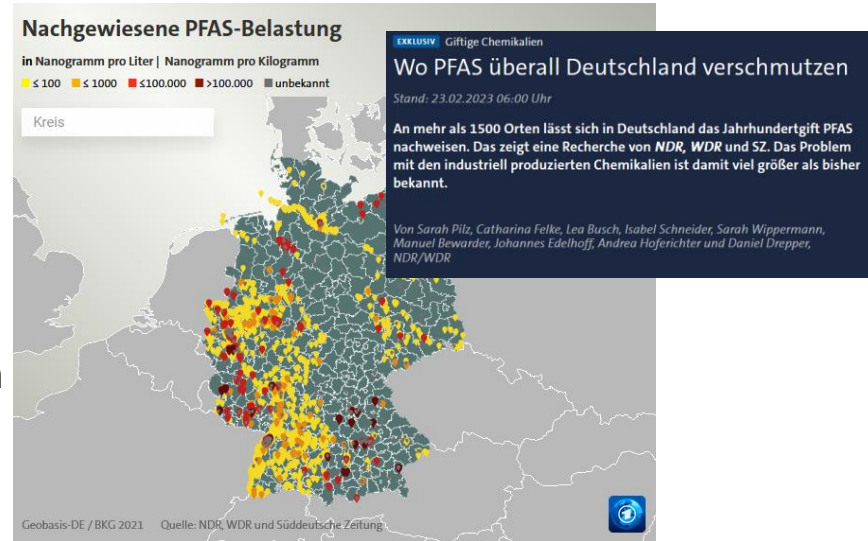 Nachgewiesene PFAS-Belastung
in Nanogramm pro Liter | Nanogramm pro Kilogramm
≤ 100 ≤ 1000 ≤100.000 >100.000 unbekannt
Kreis
EXKLUSIV Giftige Chemikalien
Wo PFAS überall Deutschland verschmutzen
Stand: 23.02.2023 06:00 Uhr
An mehr als 1500 Orten lässt sich in Deutschland das Jahrhundertgift PFAS
nachweisen. Das zeigt eine Recherche von NDR, WDR und SZ. Das Problem
mit den industriell produzierten Chemikalien ist damit viel größer als bisher
bekannt.
Von Sarah Pilz, Catharina Felke, Lea Busch, Isabel Schneider, Sarah Wippermann,
Manuel Bewarder, Johannes Edelhoff, Andrea Hoferichter und Daniel Drepper,
NDR/WDR
Geobasis-DE / BKG 2021 Quelle: NDR, WDR und Süddeutsche Zeitung